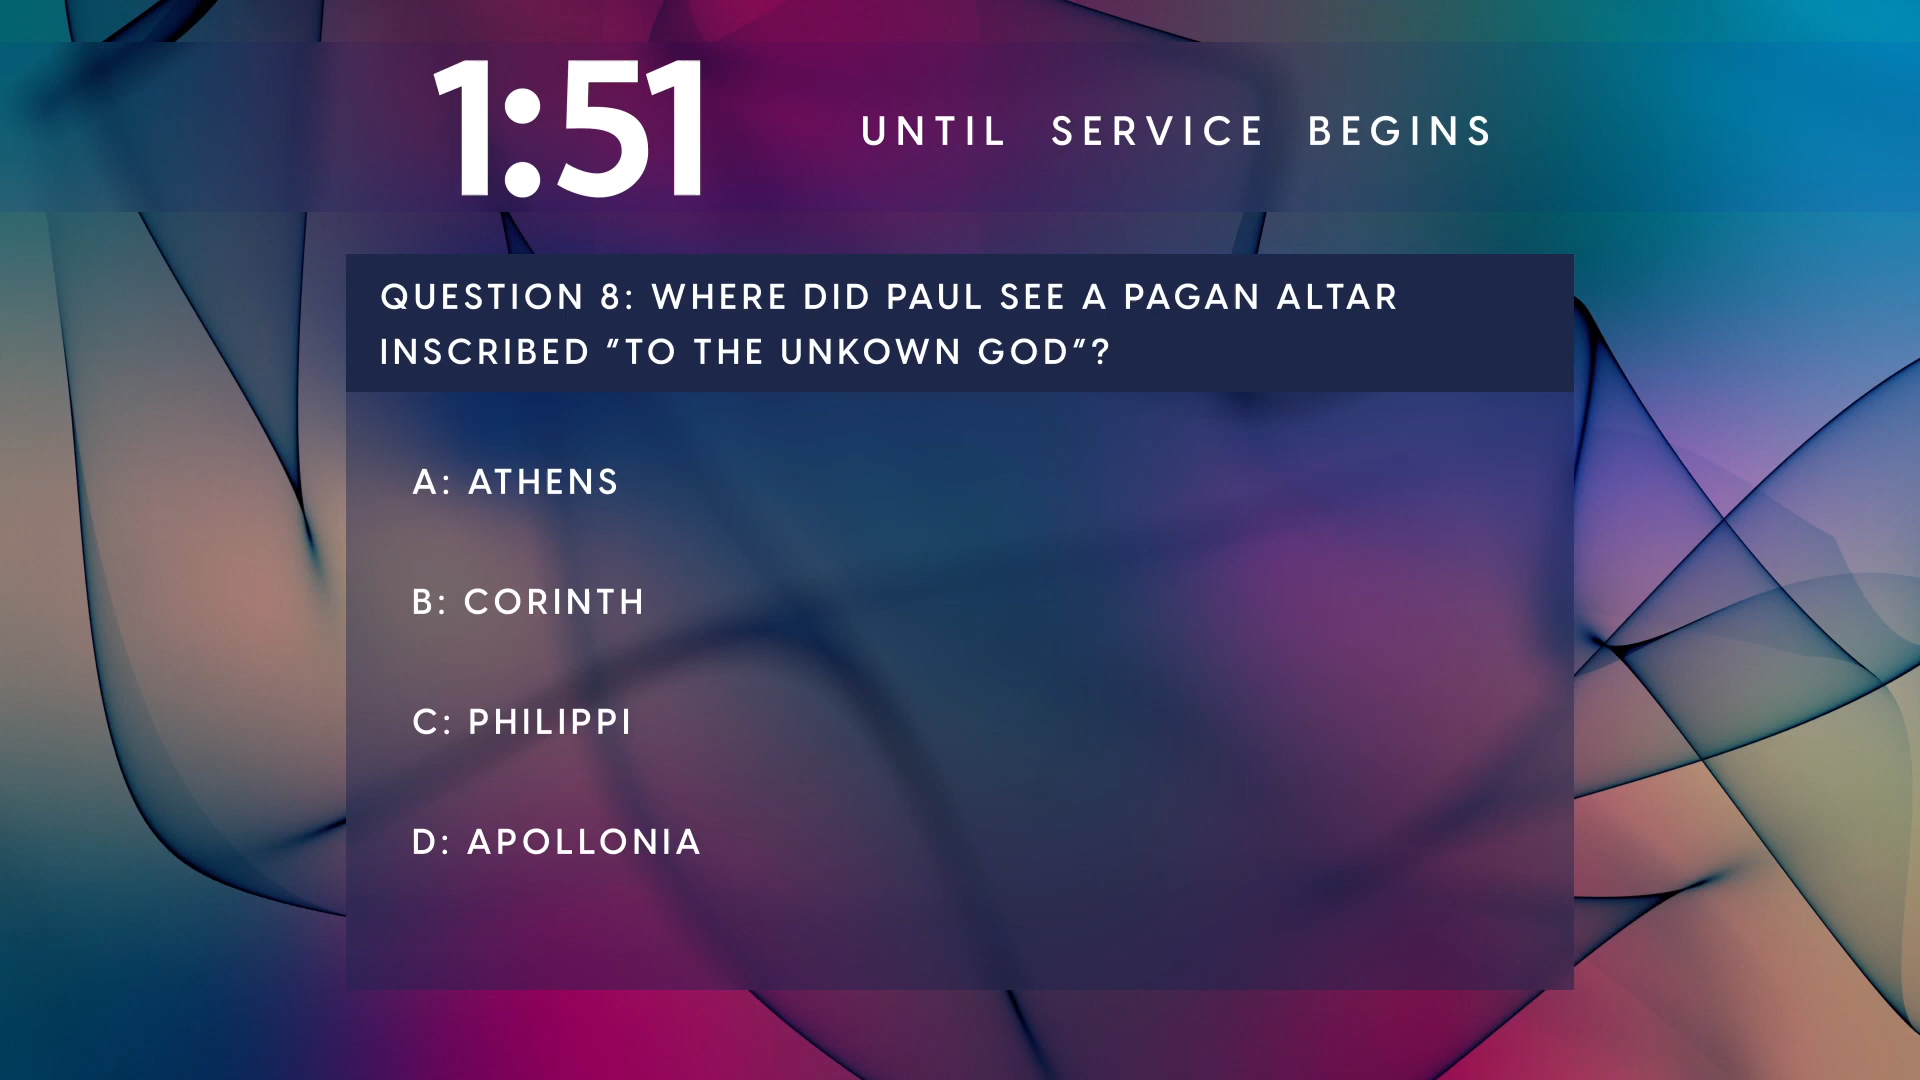 1:51
UNTIL SERVICE BEGINS
QUESTION 8: WHERE DID PAUL SEE A PAGAN ALTAR
INSCRIBED "TO THE UNKOWN GOD"?
A: ATHENS
B: CORINTH
C: PHILIPPI
D: APOLLONIA